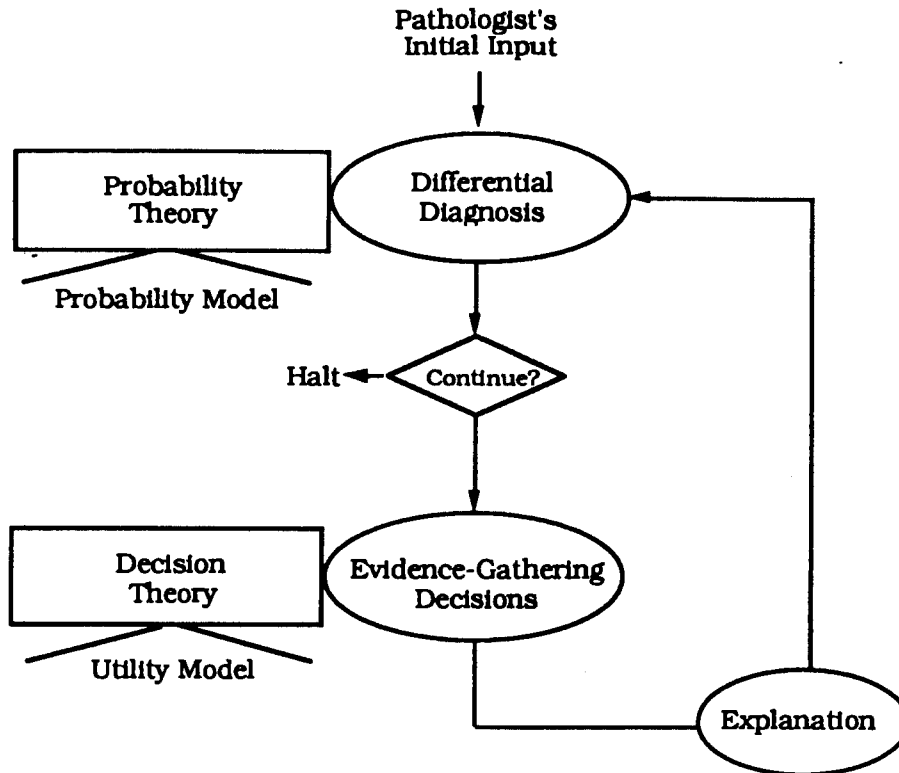 Pathologist's
Initial Input
Probability
Theory
Differential
Diagnosis
Probability Model
Halt
Continue?
Decision
Theory
Evidence-Gathering
Decisions
Utility Model
Explanation